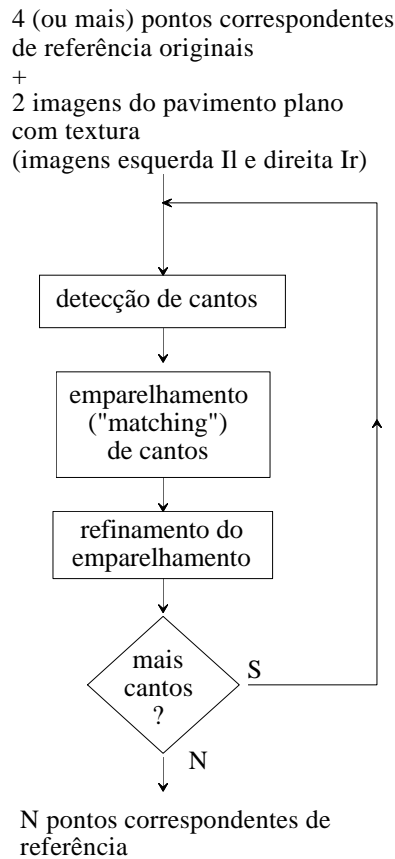 4 (ou mais) pontos correspondentes
de referência originais
+
2 imagens do pavimento plano
com textura
(imagens esquerda Il e direita Ir)
detecção de cantos
emparelhamento
("matching")
de cantos
refinamento do
emparelhamento
mais
cantos
?
S
N
N pontos correspondentes de
referência